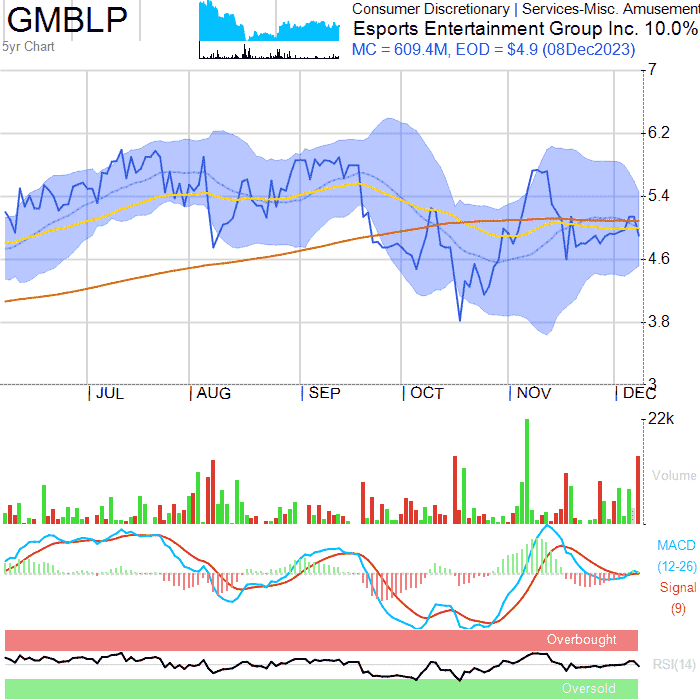 GMBLP
5yr Chart
Consumer Discretionary | Services-Misc. Amusement
Esports Entertainment Group Inc. 10.0%
MC = 609.4M, EOD = $4.9 (08Dec2023)
7
6.2
5.4
4.6
3.8
3
JUL AUG SEP OCT NOV DEC
22k
Volume
MACD
(12-26)
Signal
(9)
Overbought
RSI(14)
Oversold